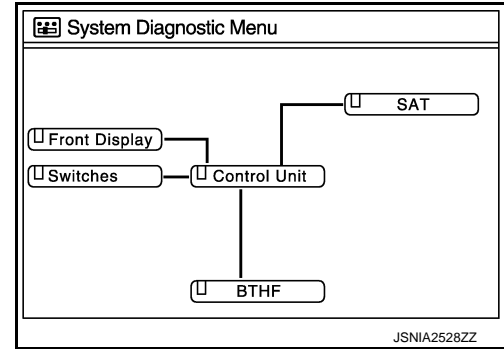 System Diagnostic Menu
SAT
Front Display
Switches
Control Unit
BTHF
JSNIA2528ZZ